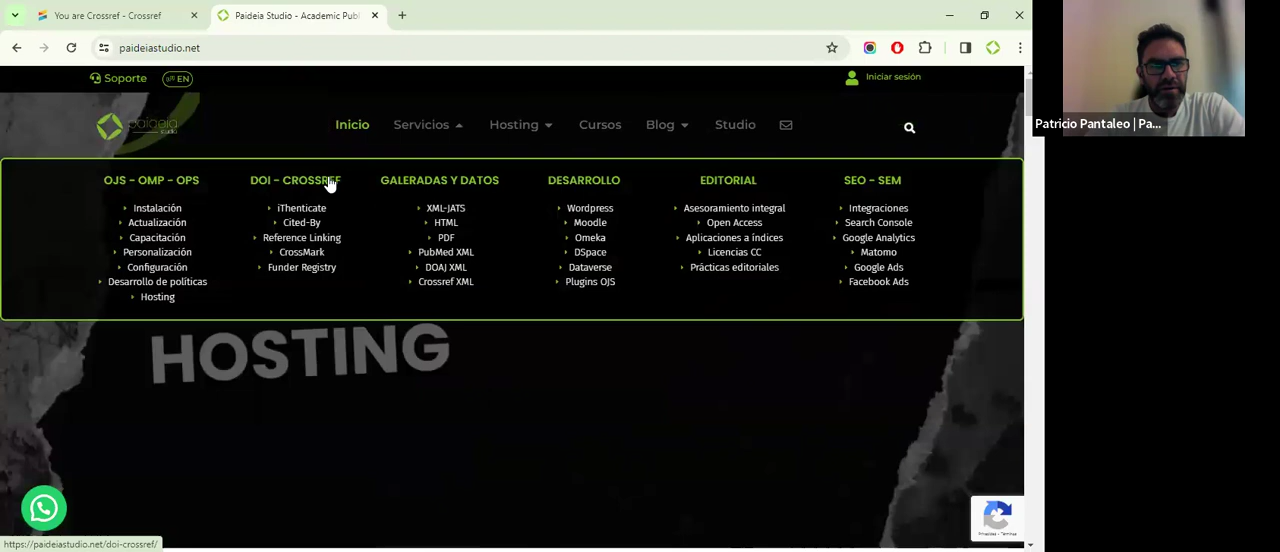 You are Crossref - Crossref
Paideia Studio - Academic Publ
paideiastudio.net
Soporte
EN
Iniciar sesión
paideia
studio
Inicio
Servicios
Hosting
Cursos
Blog
Studio
Patricio Pantaleo | Pa...
OJS - OMP - OPS
Instalación
Actualización
Capacitación
Personalización
Configuración
Desarrollo de políticas
Hosting
DOI - CROSSREF
iThenticate
Cited-By
Reference Linking
CrossMark
Funder Registry
GALERADAS Y DATOS
XML-JATS
HTML
PDF
PubMed XML
DOAJ XML
Crossref XML
DESARROLLO
Wordpress
Moodle
Omeka
DSpace
Dataverse
Plugins OJS
EDITORIAL
Asesoramiento integral
Open Access
Aplicaciones a índices
Licencias CC
Prácticas editoriales
SEO - SEM
Integraciones
Search Console
Google Analytics
Matomo
Google Ads
Facebook Ads
HOSTING
Privacidad - Términos
https://paideiastudio.net/doi-crossref/